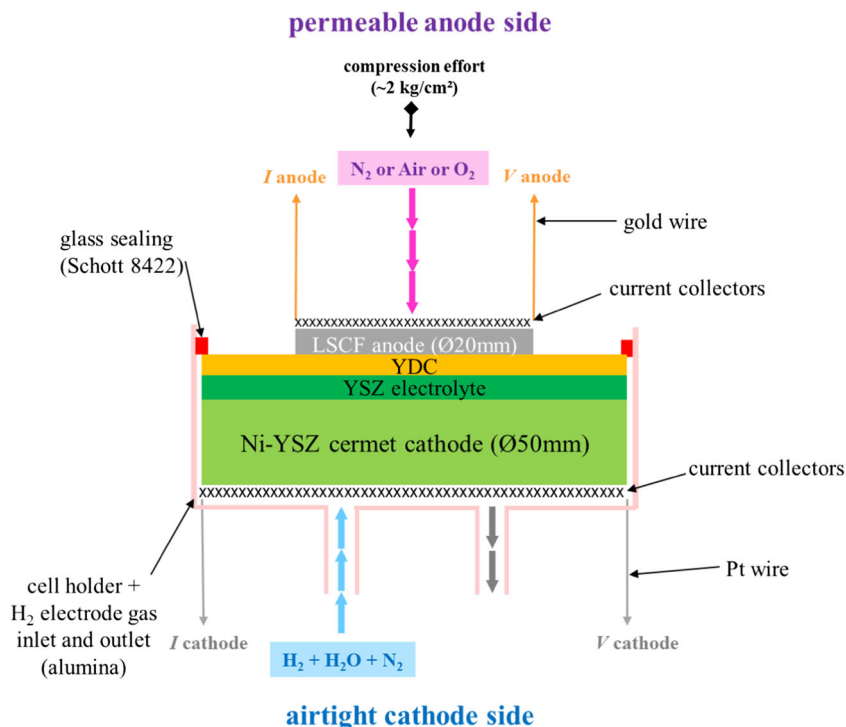 permeable anode side
compression effort
(~2 kg/cm²)
N₂ or Air or O₂
I anode
V anode
gold wire
glass sealing
(Schott 8422)
current collectors
xxxxxxxxxxxxxxxxxxxxxxxxxxxxxxxxx
LSCF anode (Ø20mm)
YDC
YSZ electrolyte
Ni-YSZ cermet cathode (Ø50mm)
current collectors
XXXXXXXXXXXXXXXXXXXXXXXXXXXXXXXXXXXXXXXXXXXX
Pt wire
cell holder +
H₂ electrode gas
inlet and outlet
(alumina)
I cathode
V cathode
H₂ + H₂O + N₂
airtight cathode side